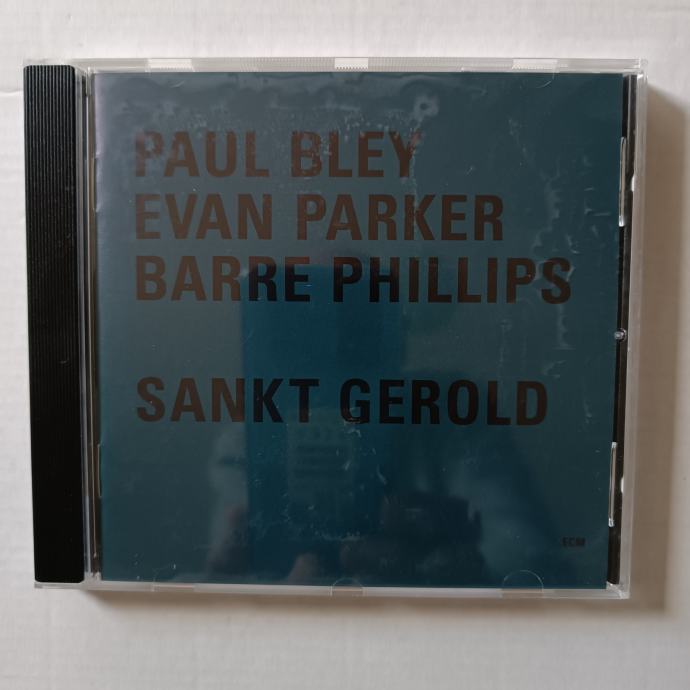 PAUL BLEY
EVAN PARKER
BARRE PHILLIPS
SANKT GEROLD
ECM